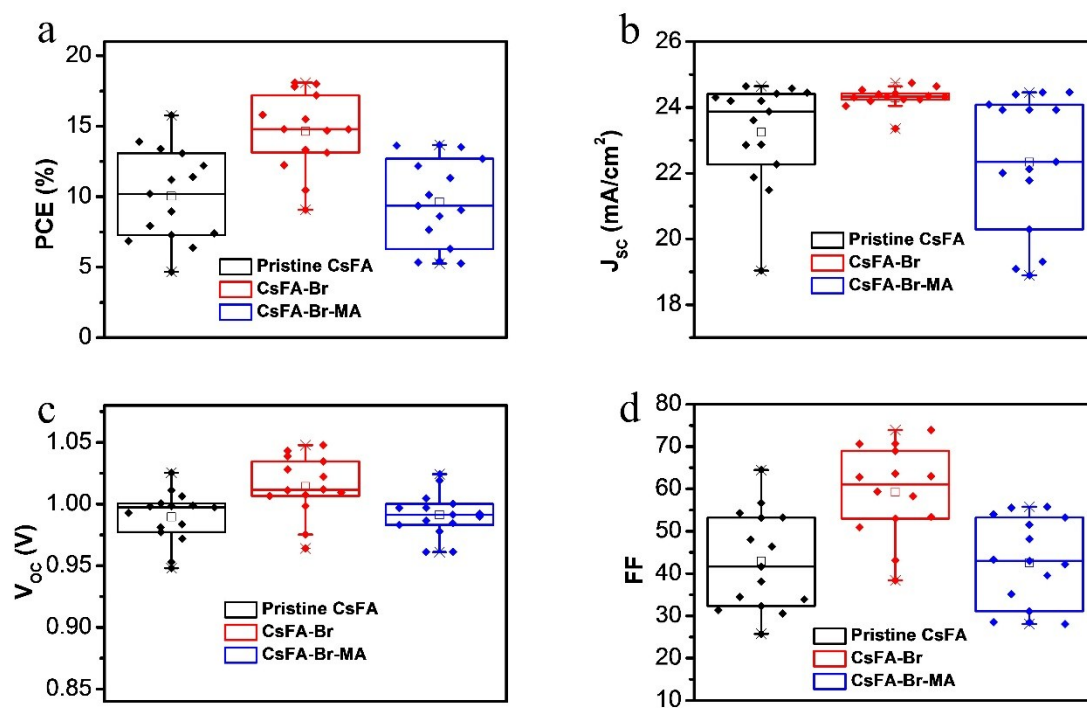 a
PCE (%)
20
15
10
5
0
Pristine CsFA
CsFA-Br
CsFA-Br-MA
b
J_SC (mA/cm²)
26
24
22
20
18
Pristine CsFA
CsFA-Br
CsFA-Br-MA
c
V_OC (V)
1.05
1.00
0.95
0.90
0.85
Pristine CsFA
CsFA-Br
CsFA-Br-MA
d
FF
80
70
60
50
40
30
20
10
Pristine CsFA
CsFA-Br
CsFA-Br-MA